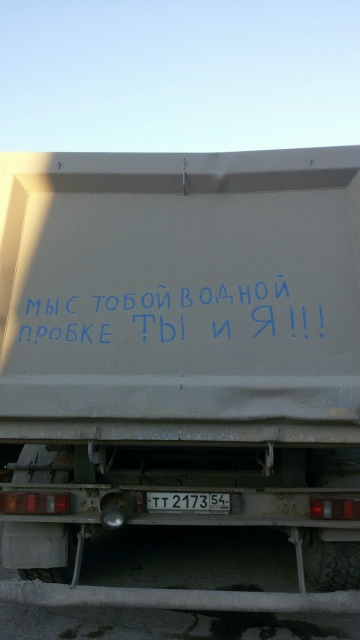 МЫ С ТОБОЙ В ОДНОЙ
ПРОБКЕ ТЫ И Я!!!
ТТ 2173 54